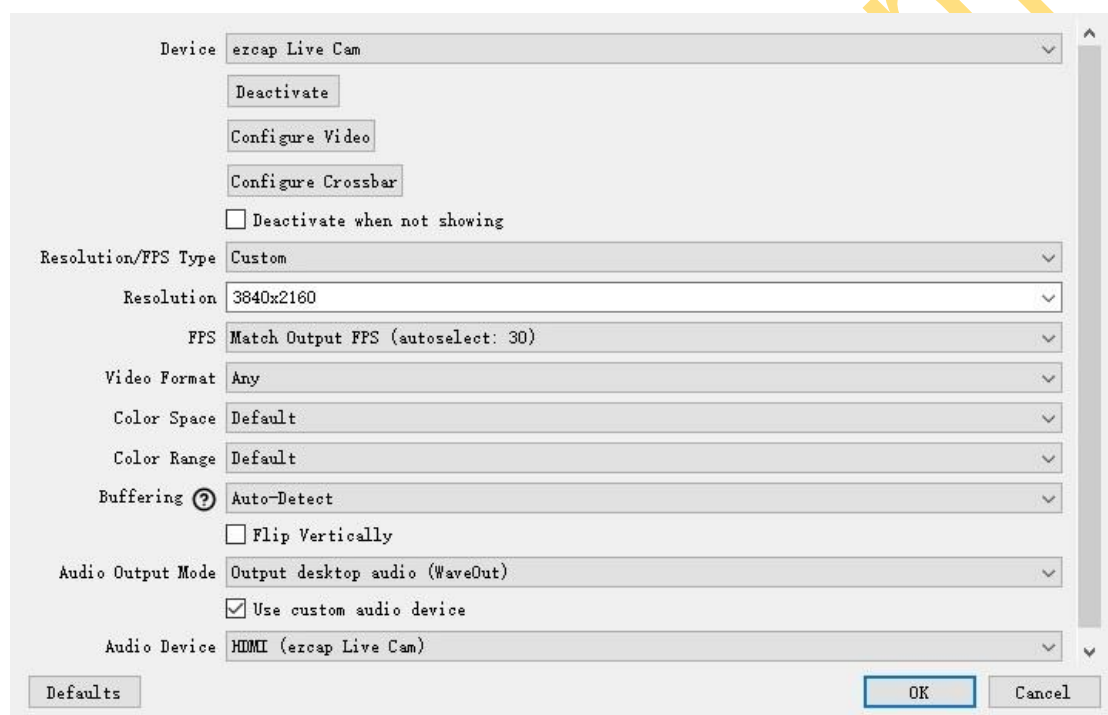 Device ezcap Live Cam
Deactivate
Configure Video
Configure Crossbar
Deactivate when not showing
Resolution/FPS Type Custom
Resolution 3840x2160
FPS Match Output FPS (autoselect: 30)
Video Format Any
Color Space Default
Color Range Default
Buffering ? Auto-Detect
Flip Vertically
Audio Output Mode Output desktop audio (WaveOut)
Use custom audio device
Audio Device HDMI (ezcap Live Cam)
Defaults OK Cancel